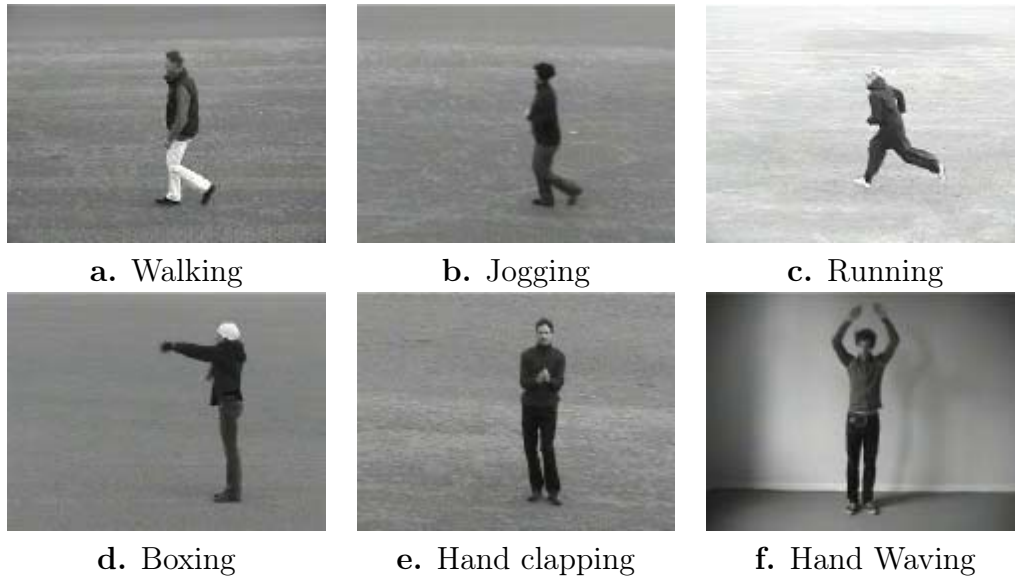 a. Walking
b. Jogging
c. Running
d. Boxing
e. Hand clapping
f. Hand Waving